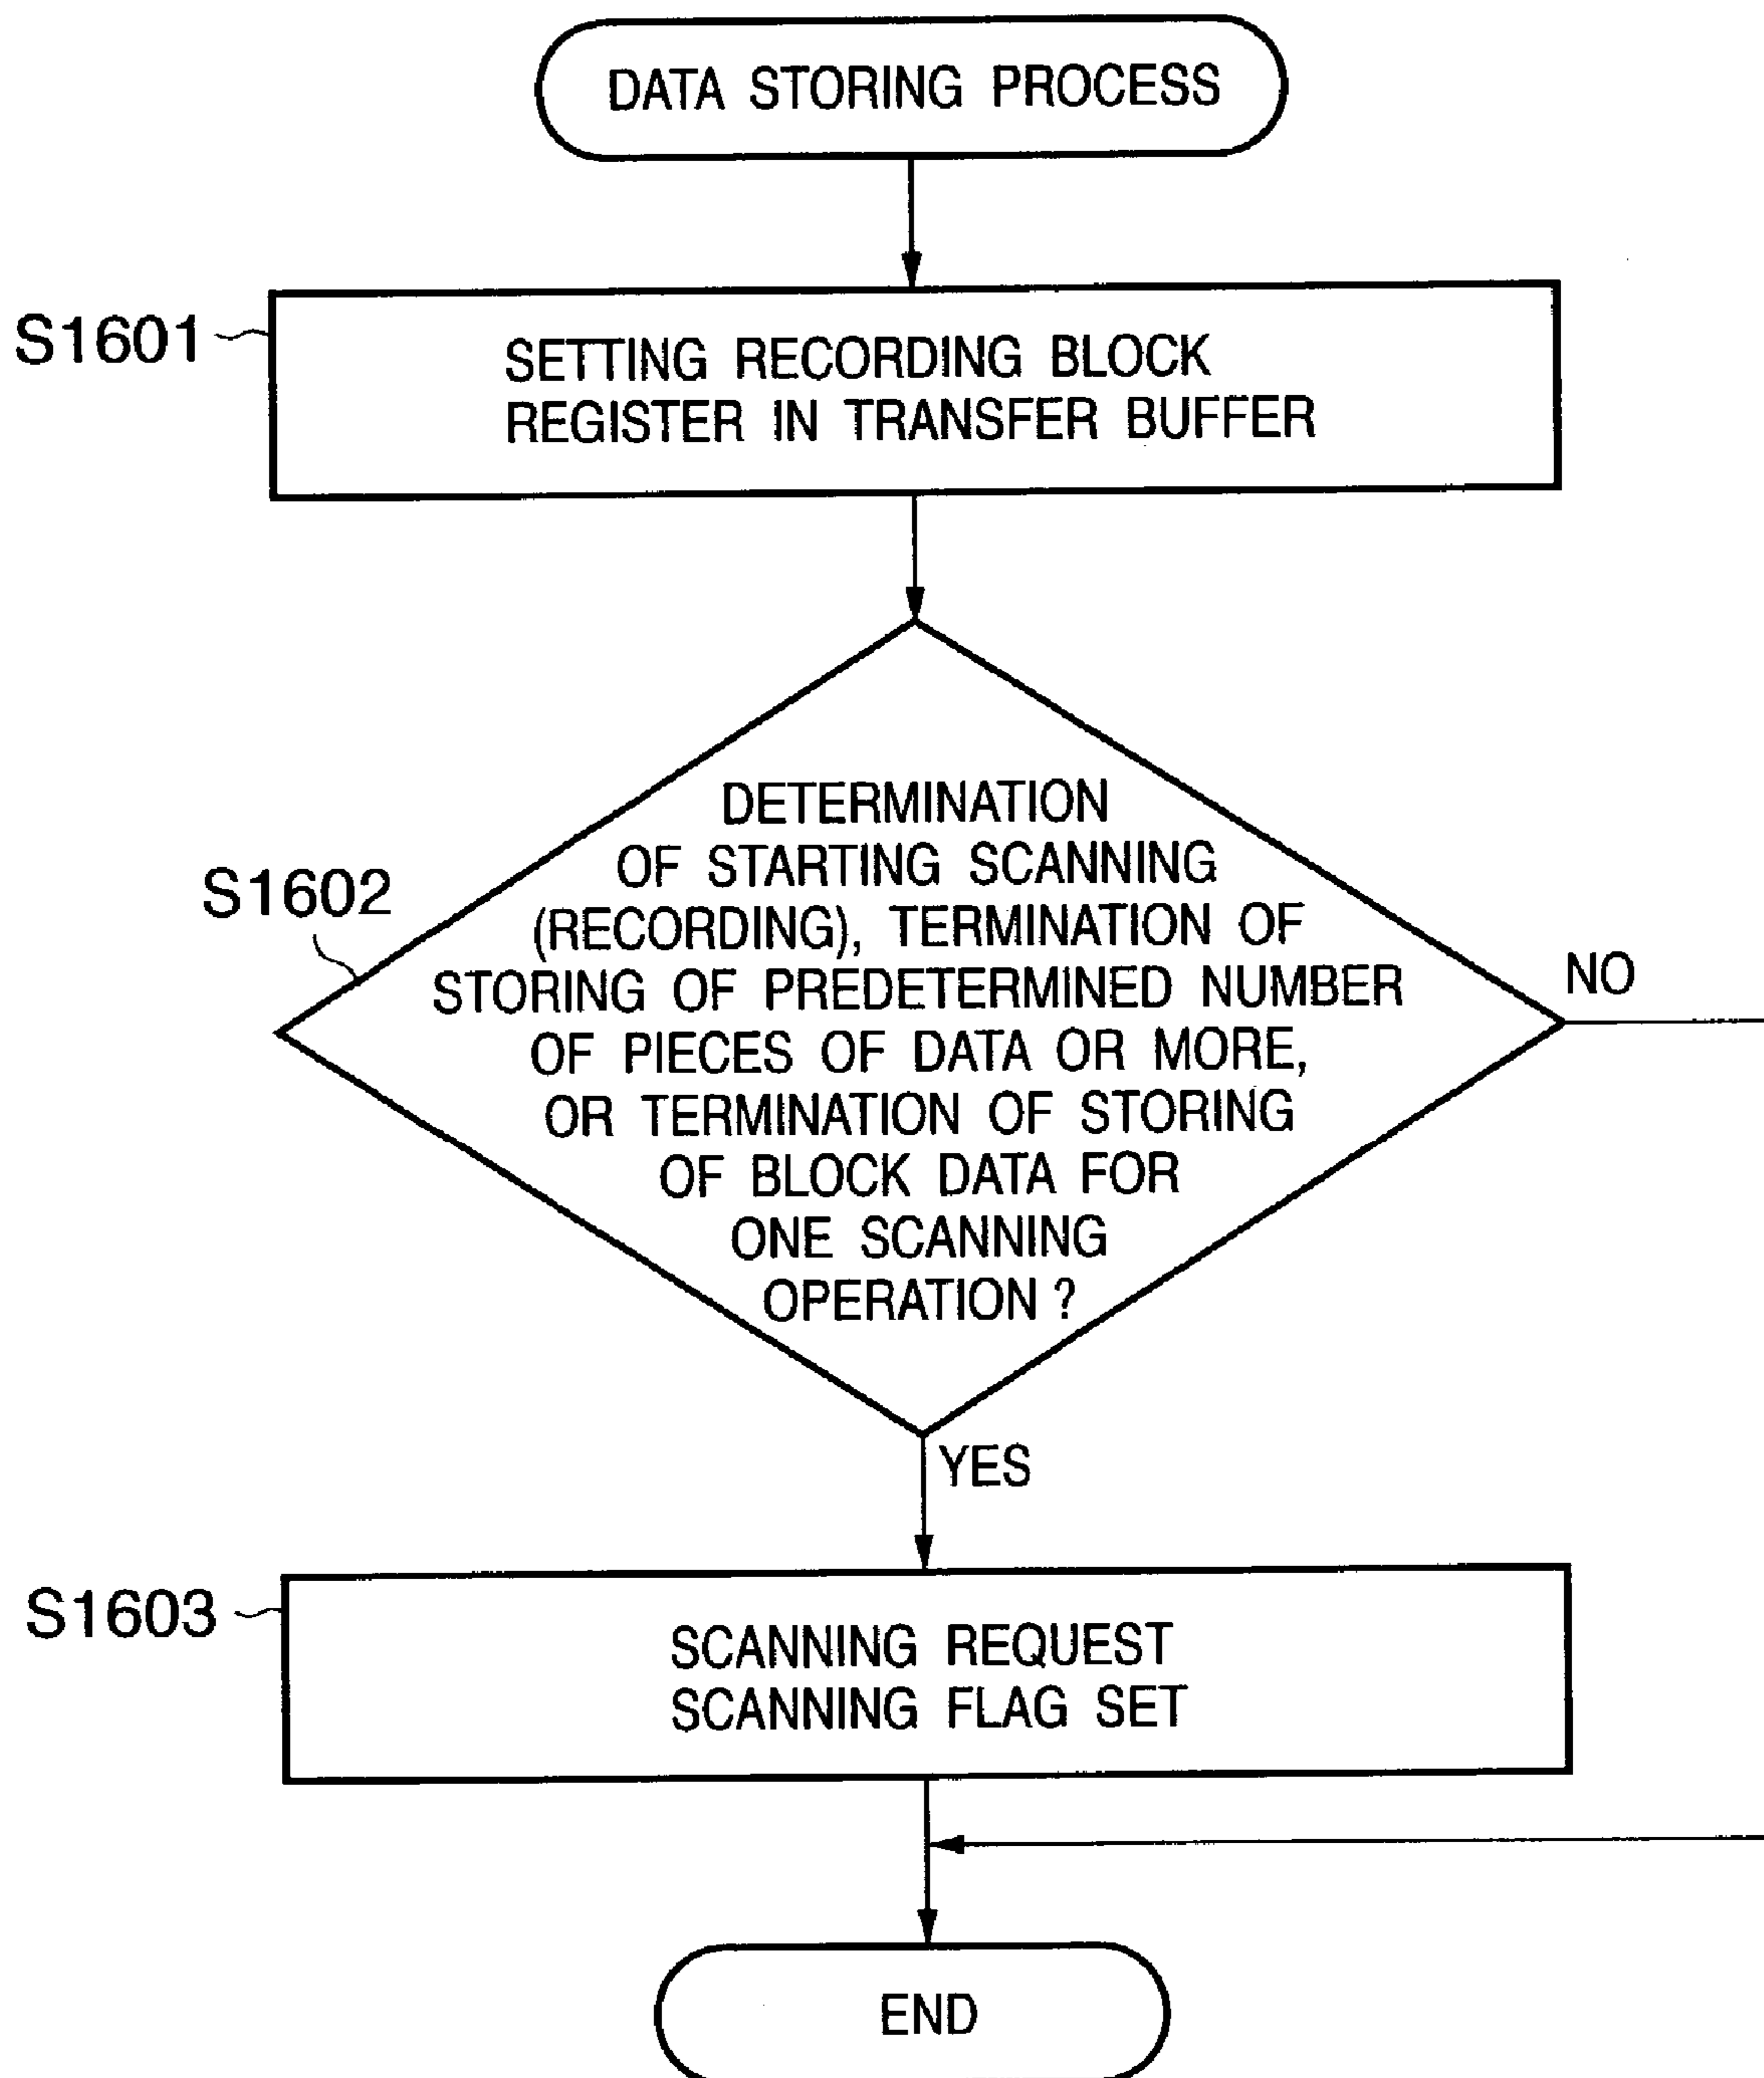 DATA STORING PROCESS
S1601
SETTING RECORDING BLOCK
REGISTER IN TRANSFER BUFFER
S1602
DETERMINATION
OF STARTING SCANNING
(RECORDING), TERMINATION OF
STORING OF PREDETERMINED NUMBER
OF PIECES OF DATA OR MORE,
OR TERMINATION OF STORING
OF BLOCK DATA FOR
ONE SCANNING
OPERATION ?
NO
YES
S1603
SCANNING REQUEST
SCANNING FLAG SET
END